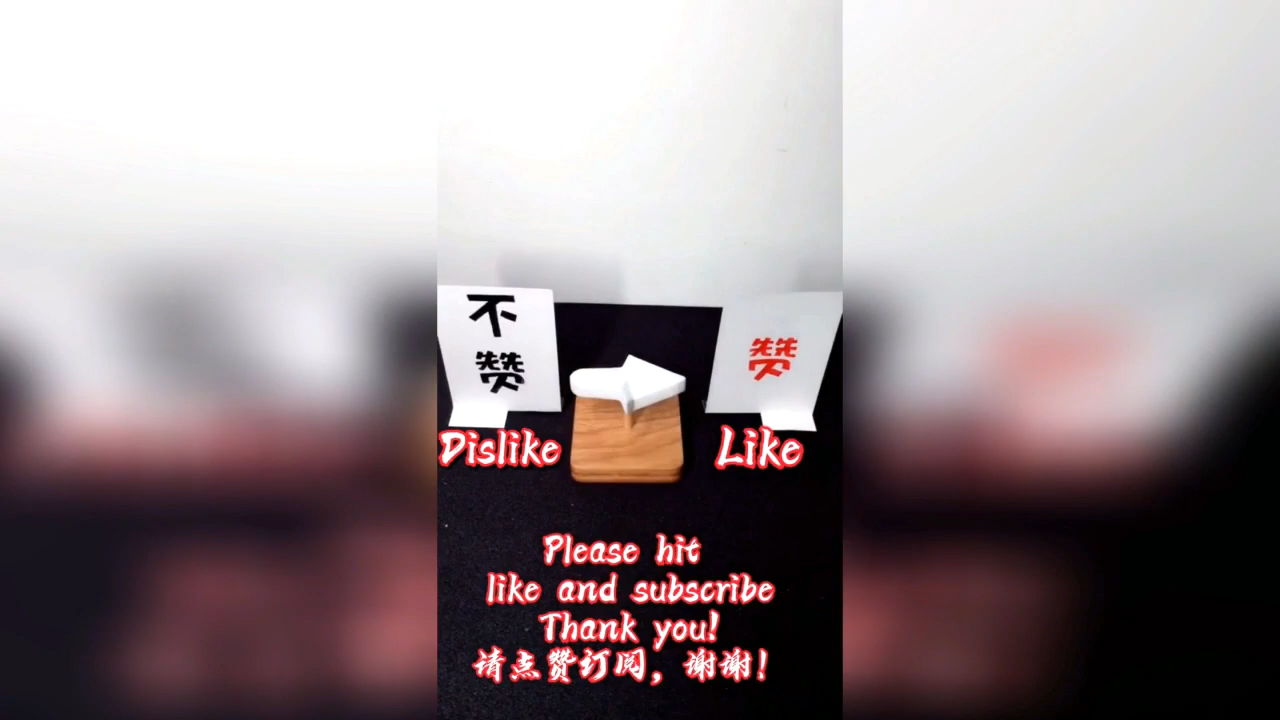 不
赞
赞
Dislike
Like
Please hit
like and subscribe
Thank you!
请点赞订阅，谢谢！